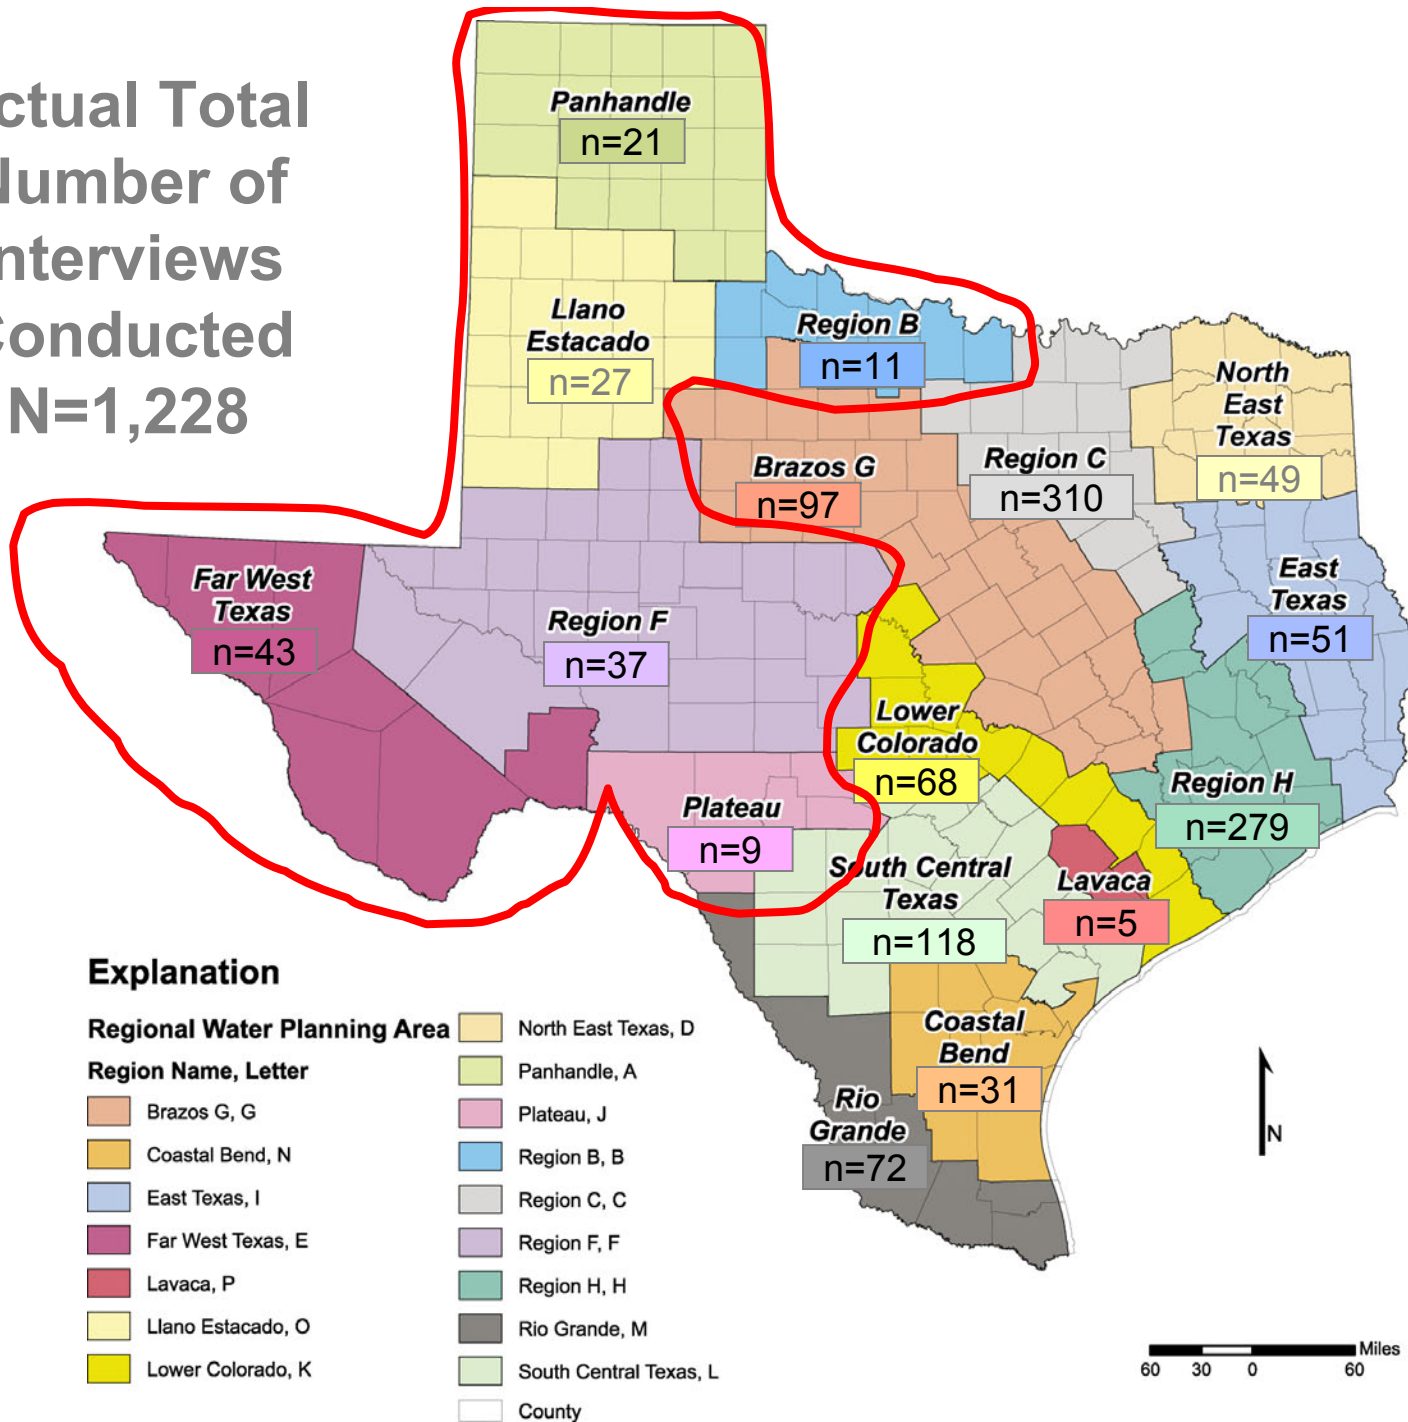 ctual Total
Number of
nterviews
Conducted
N=1,228
Panhandle
n=21
Llano
Estacado
n=27
Region B
n=11
North
East
Texas
n=49
Brazos G
n=97
Region C
n=310
Far West
Texas
n=43
Region F
n=37
East
Texas
n=51
Lower
Colorado
n=68
Region H
n=279
Plateau
n=9
South Central
Texas
n=118
Lavaca
n=5
Coastal
Bend
n=31
Rio
Grande
n=72
Explanation
Regional Water Planning Area
Region Name, Letter
Brazos G, G
Coastal Bend, N
East Texas, I
Far West Texas, E
Lavaca, P
Llano Estacado, O
Lower Colorado, K
North East Texas, D
Panhandle, A
Plateau, J
Region B, B
Region C, C
Region F, F
Region H, H
Rio Grande, M
South Central Texas, L
County
N
Miles
60 30 0 60